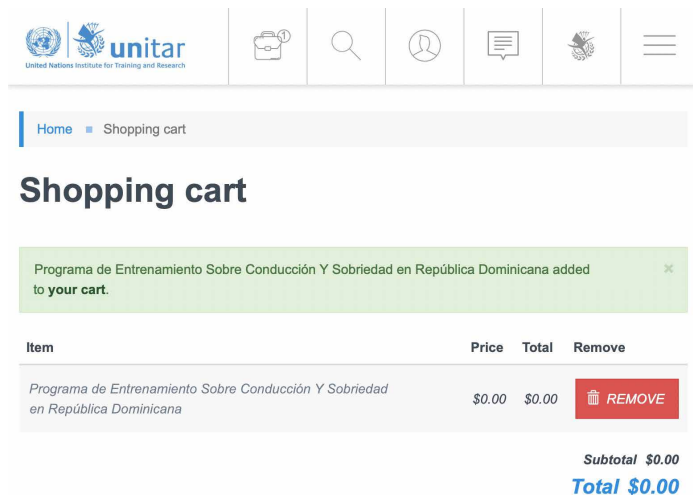 unitar
United Nations Institute for Training and Research
1
Home Shopping cart
Shopping cart
Programa de Entrenamiento Sobre Conducción Y Sobriedad en República Dominicana added
to your cart.
×
Item Price Total Remove
Programa de Entrenamiento Sobre Conducción Y Sobriedad
en República Dominicana
$0.00 $0.00 REMOVE
Subtotal $0.00
Total $0.00